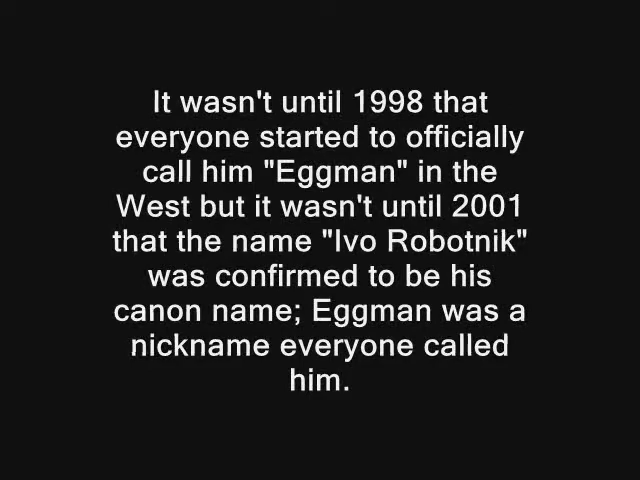 It wasn't until 1998 that
everyone started to officially
call him "Eggman" in the
West but it wasn't until 2001
that the name "Ivo Robotnik"
was confirmed to be his
canon name; Eggman was a
nickname everyone called
him.